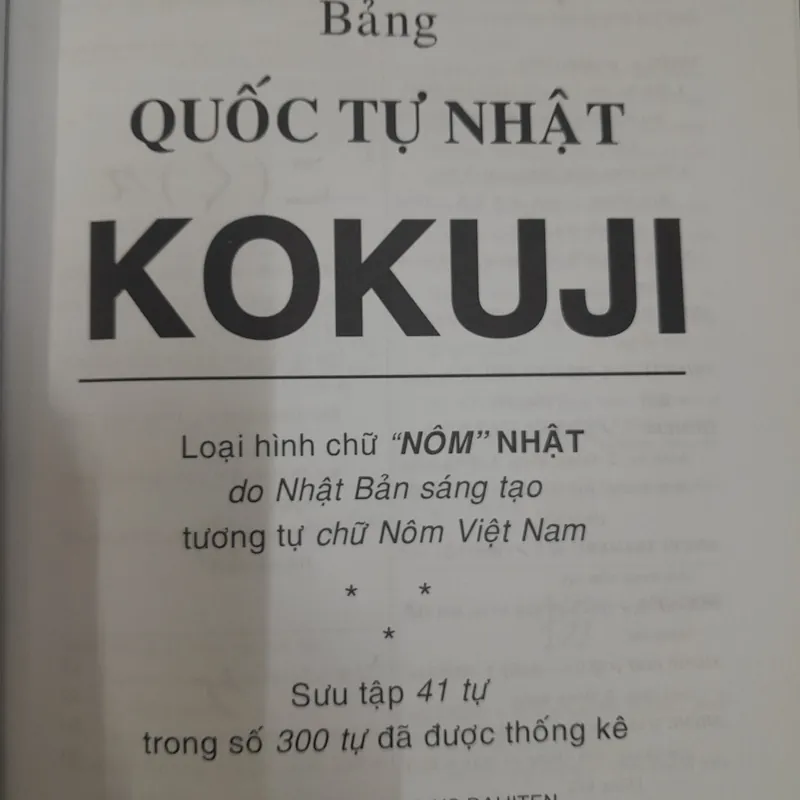 Bảng
QUỐC TỰ NHẬT
KOKUJI
Loại hình chữ “NÔM” NHẬT
do Nhật Bản sáng tạo
tương tự chữ Nôm Việt Nam
* *
*
Sưu tập 41 tự
trong số 300 tự đã được thống kê